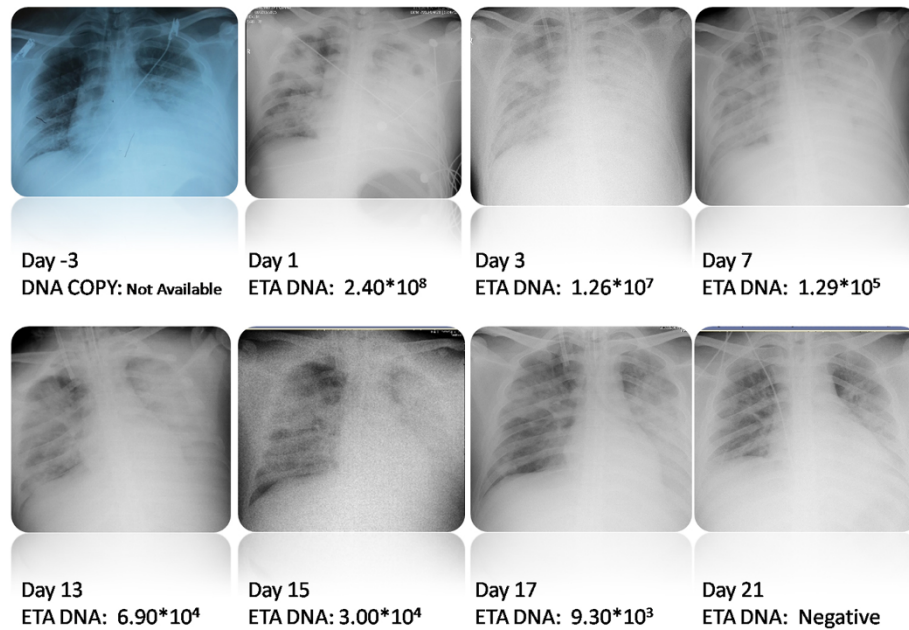 Day -3
DNA COPY: Not Available
Day 1
ETA DNA: 2.40*10⁸
Day 3
ETA DNA: 1.26*10⁷
Day 7
ETA DNA: 1.29*10⁵
Day 13
ETA DNA: 6.90*10⁴
Day 15
ETA DNA: 3.00*10⁴
Day 17
ETA DNA: 9.30*10³
Day 21
ETA DNA: Negative